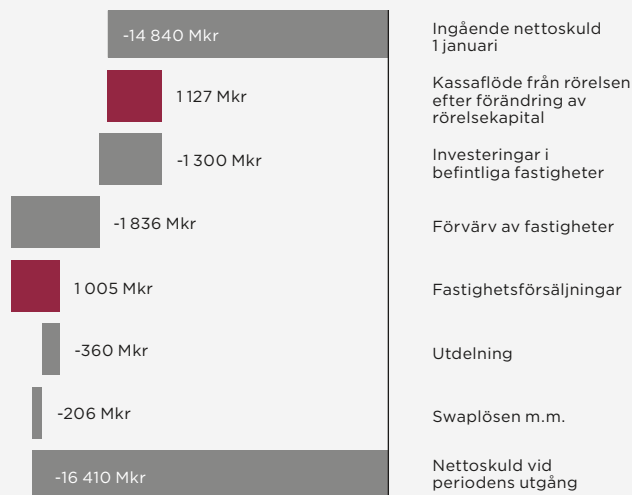 -14 840 Mkr
Ingående nettoskuld
1 januari
1 127 Mkr
Kassaflöde från rörelsen
efter förändring av
rörelsekapital
-1 300 Mkr
Investeringar i
befintliga fastigheter
-1 836 Mkr
Förvärv av fastigheter
1 005 Mkr
Fastighetsförsäljningar
-360 Mkr
Utdelning
-206 Mkr
Swaplösen m.m.
-16 410 Mkr
Nettoskuld vid
periodens utgång